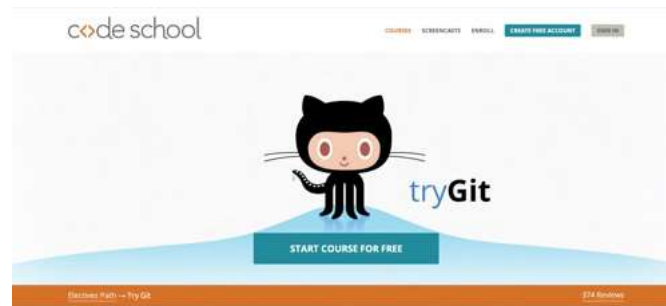 code school
COURSES SCREENCASTS ENROLL CREATE FREE ACCOUNT SIGN IN
tryGit
START COURSE FOR FREE
Electives Path → Try Git 974 Reviews